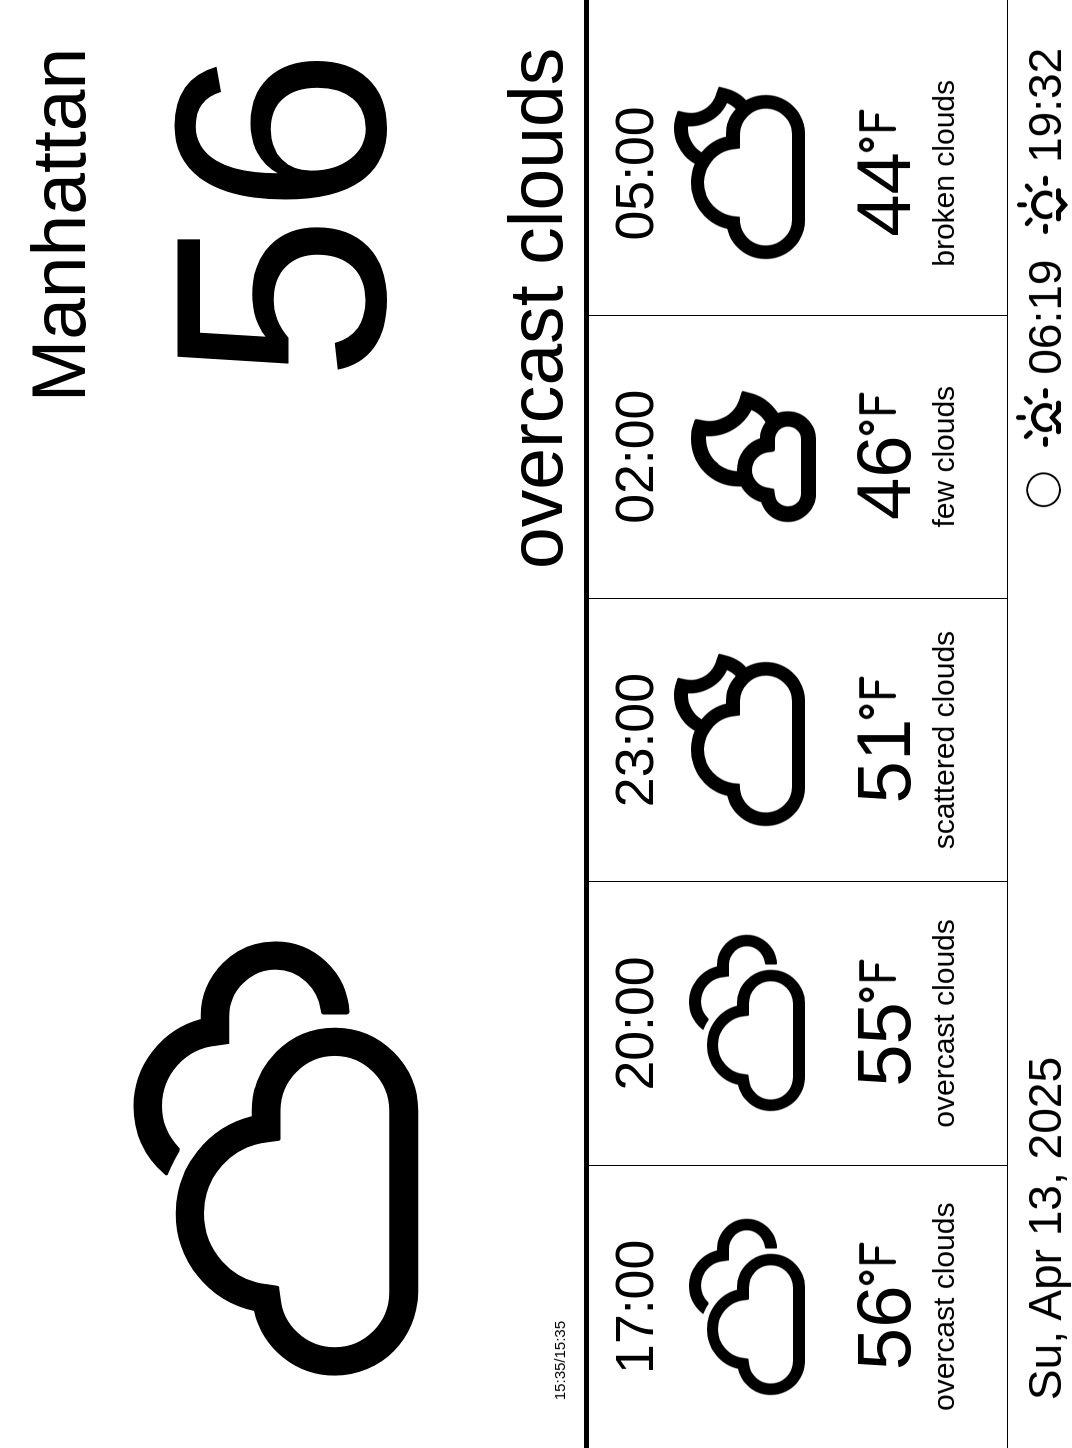 Manhattan
56
overcast clouds
15:35/15:35
17:00 20:00 23:00 02:00 05:00
56°F 55°F 51°F 46°F 44°F
overcast clouds overcast clouds scattered clouds few clouds broken clouds
Su, Apr 13, 2025 06:19 19:32